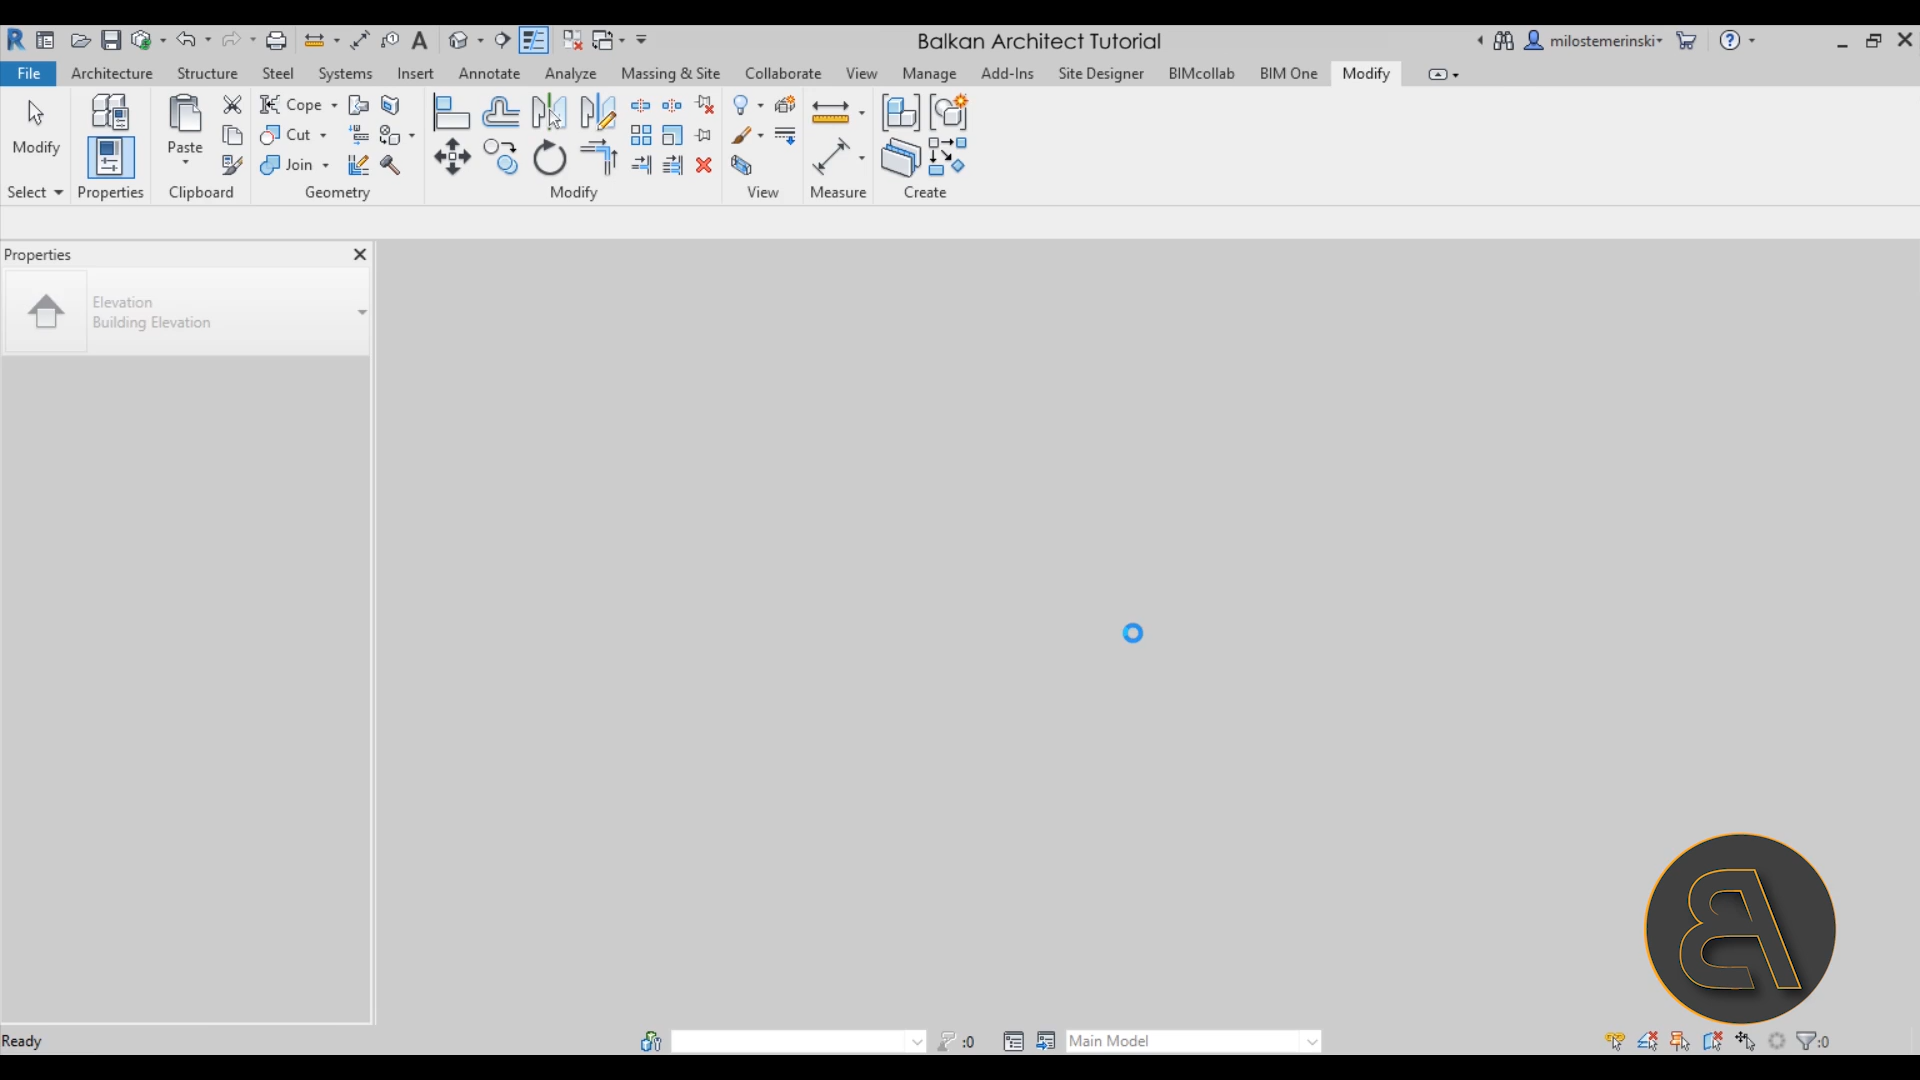 Balkan Architect Tutorial
milostemerinski
File Architecture Structure Steel Systems Insert Annotate Analyze Massing & Site Collaborate View Manage Add-Ins Site Designer BIMcollab BIM One Modify
Modify
Paste
Cope
Cut
Join
Select Properties Clipboard Geometry Modify View Measure Create
Properties
Elevation
Building Elevation
Ready
:0
Main Model
:0